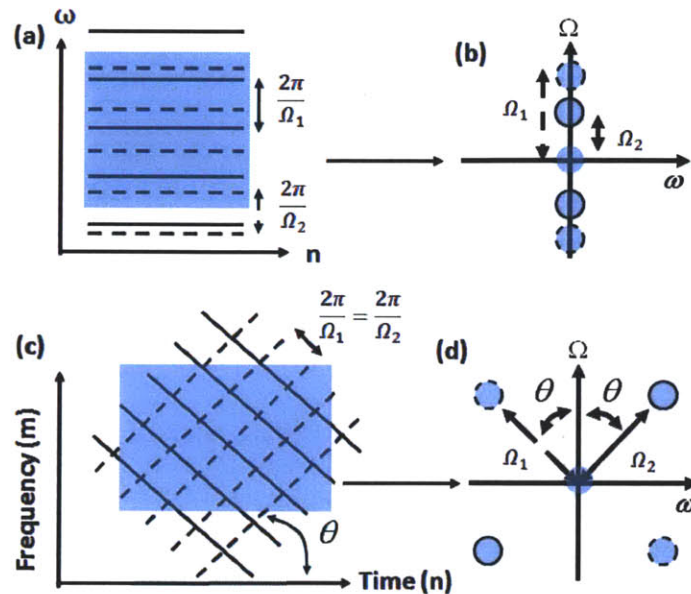 (a)
ω
2π
Ω₁
2π
Ω₂
n
(b)
Ω
Ω₁
Ω₂
ω
(c)
2π/Ω₁ = 2π/Ω₂
Frequency (m)
θ
Time (n)
(d)
Ω
θ θ
Ω₁ Ω₂
ω